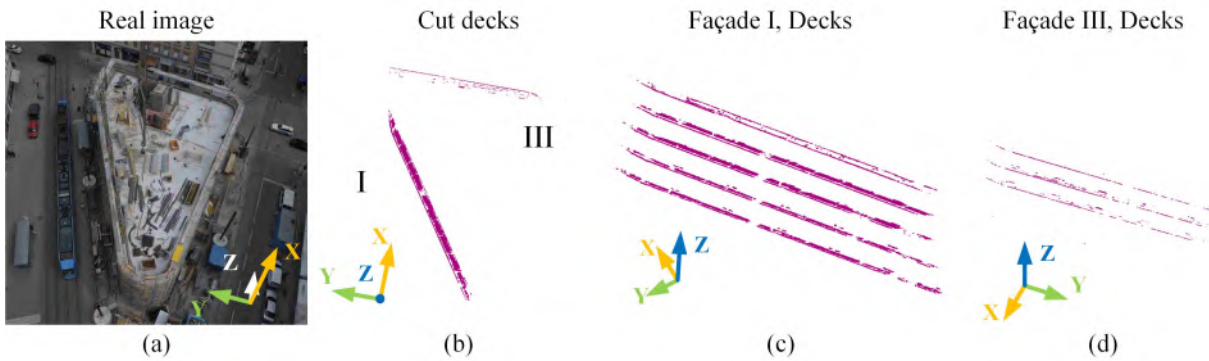 Real image
Cut decks
Façade I, Decks
Façade III, Decks
I
III
X
Y
Z
X
Y
Z
X
Y
Z
X
Y
Z
(a)
(b)
(c)
(d)